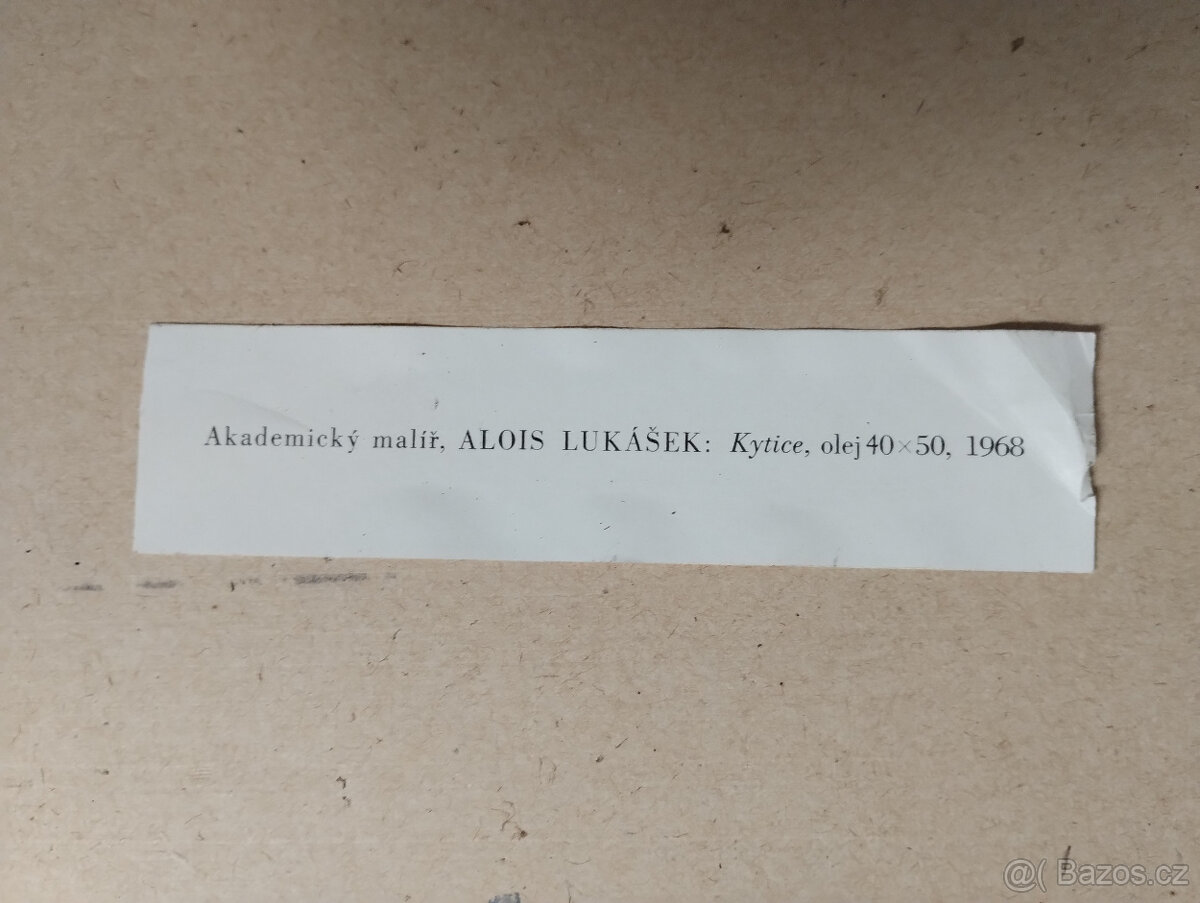 Akademický malíř, ALOIS LUKÁŠEK: Kytice, olej 40×50, 1968
@( Bazos.cz